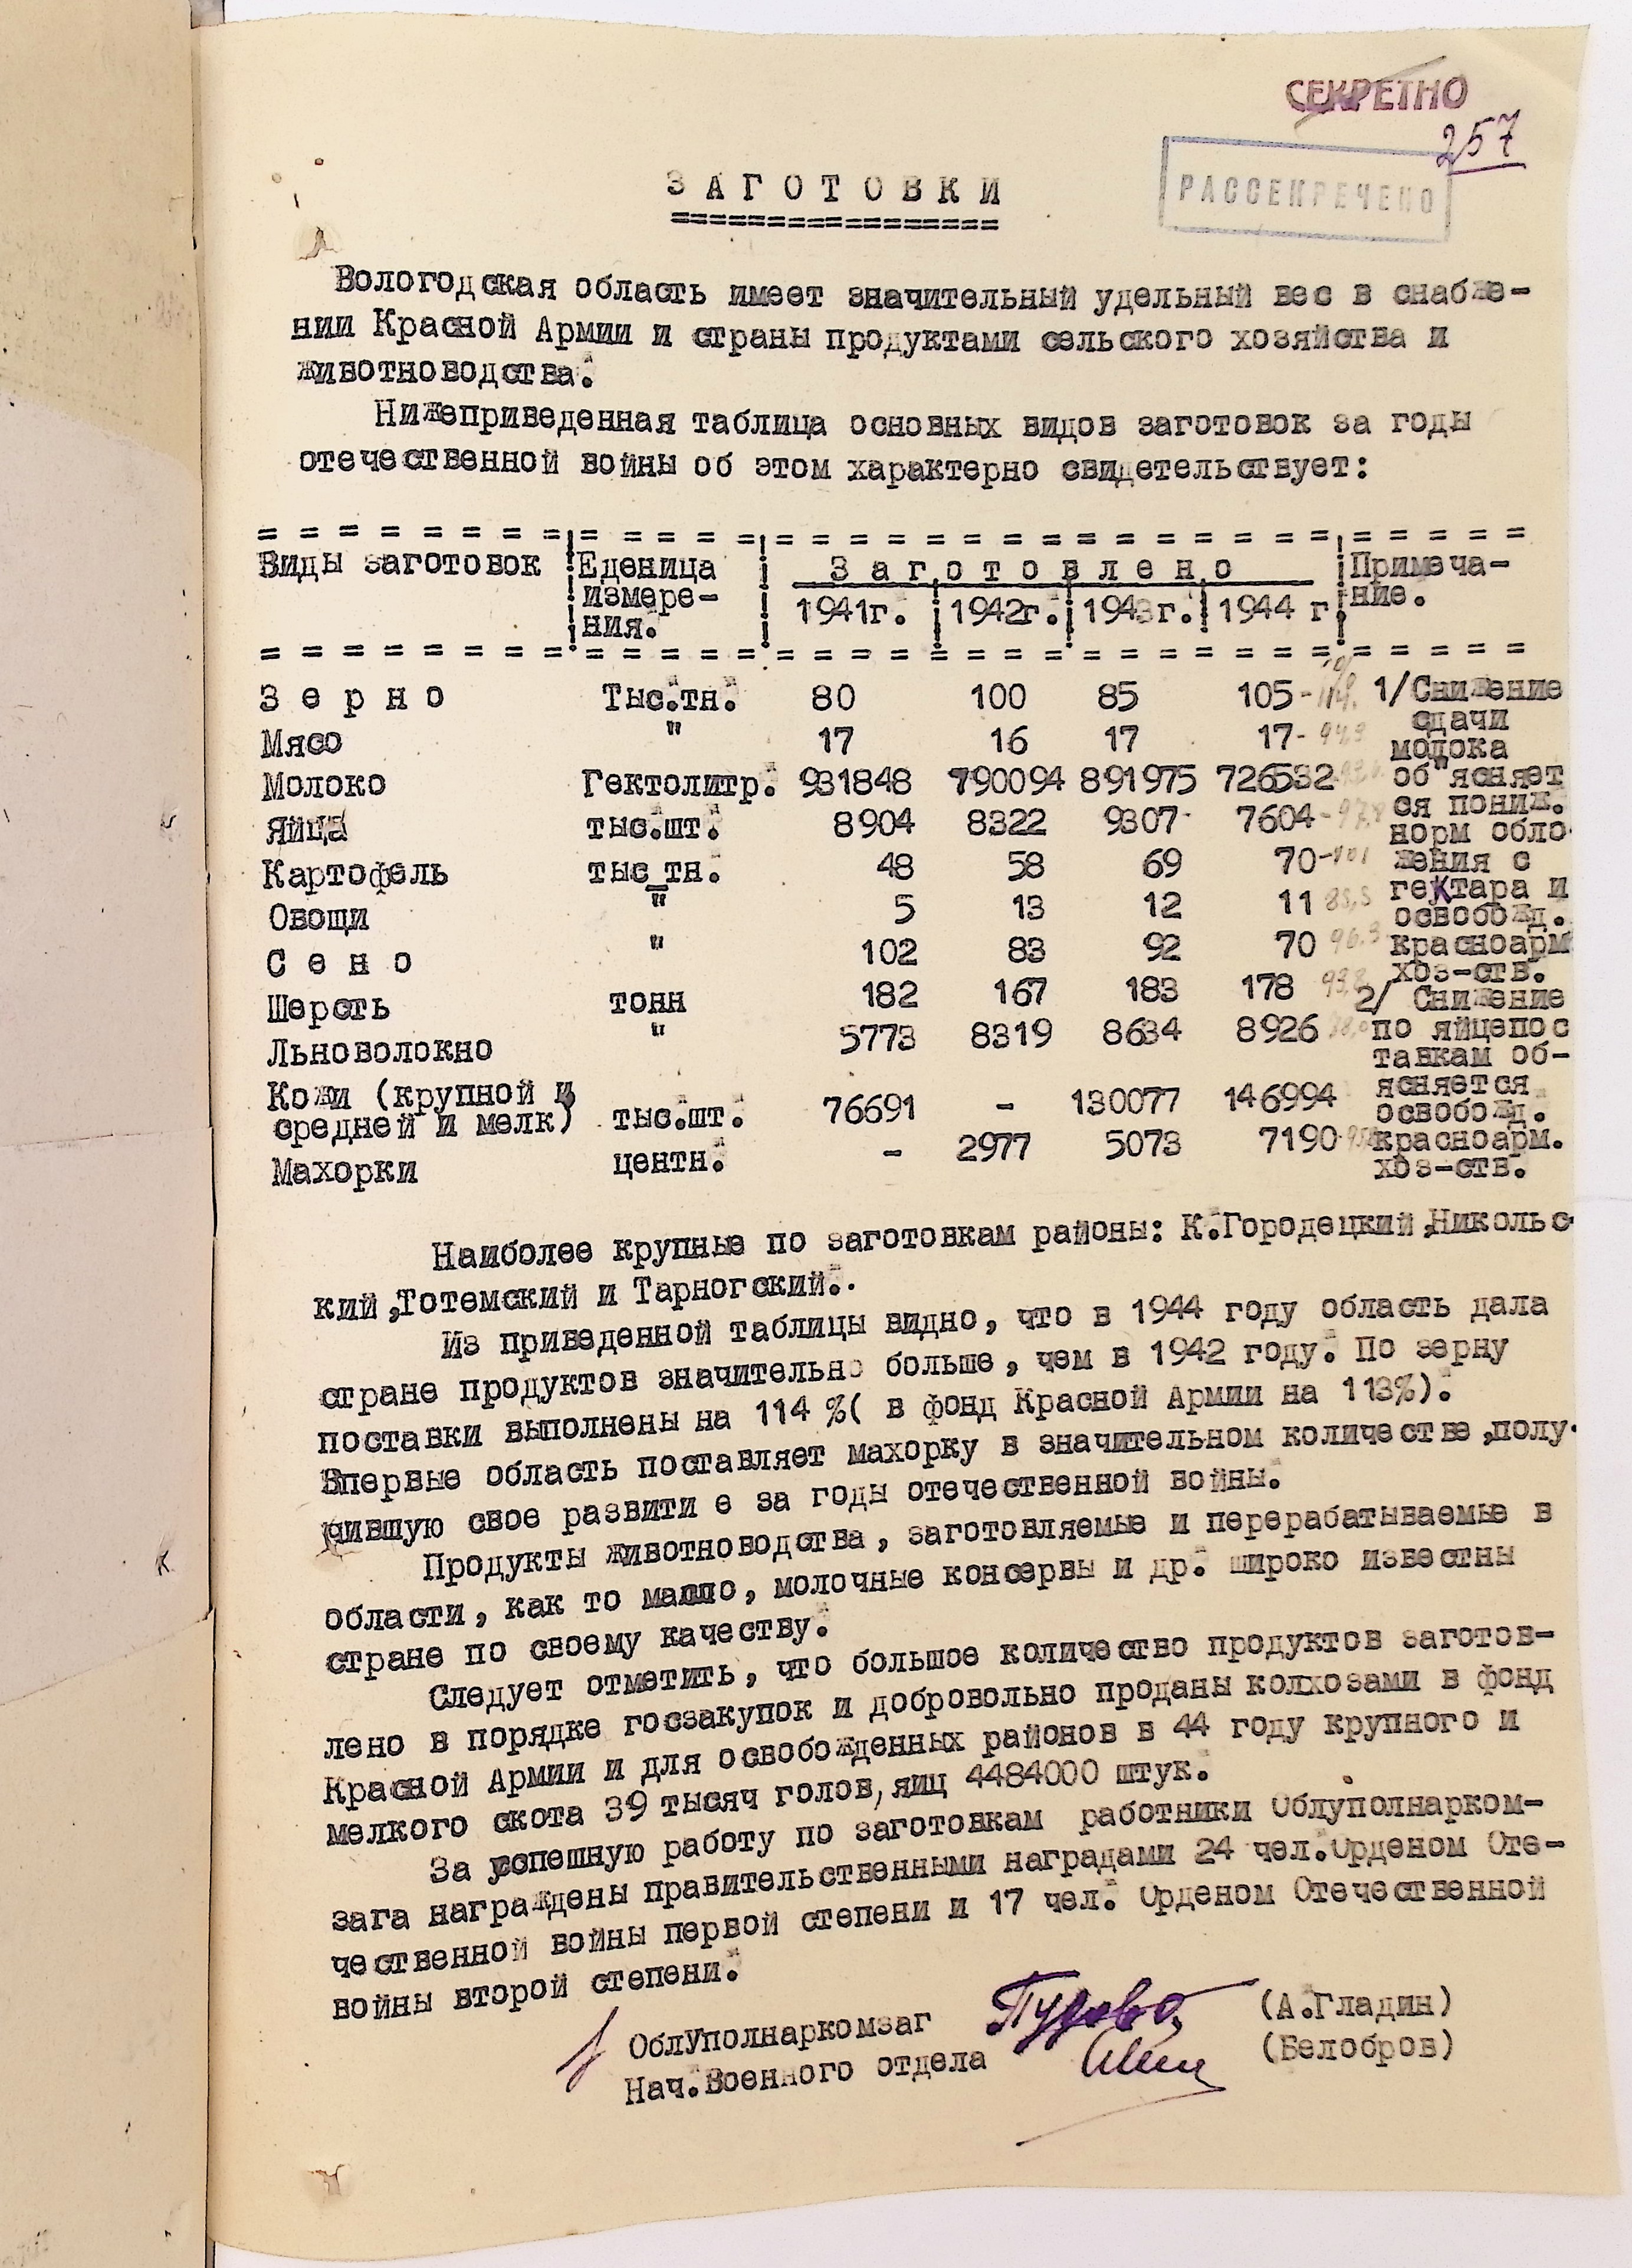 СЕКРЕТНО
257
РАССЕКРЕЧЕНО
З А Г О Т О В К И
================
Вологодская область имеет значительный удельный вес в снабже-
нии Красной Армии и страны продуктами сельского хозяйства и
животноводства.
Нижеприведенная таблица основных видов заготовок за годы
отечественной войны об этом характерно свидетельствует:
Виды заготовок Еденица измере- ния. З а г о т о в л е н о Примеча- ние.
1941г. 1942г. 1943г. 1944 г.
З е р н о Тыс.тн. 80 100 85 105-
Мясо " 17 16 17 17-
Молоко Гектолитр. 931848 790094 891975 726532
Яйца тыс.шт. 8904 8322 9307 7604-
Картофель тыс.тн. 48 58 69 70-101
Овощи " 5 13 12 11
С е н о " 102 83 92 70 96.3
Шерсть тонн 182 167 183 178
Льноволокно " 5773 8319 8634 8926
Кожи (крупной и
средней и мелк) тыс.шт. 76691 - 130077 146994
Махорки центн. - 2977 5073 7190
1/Снижение
сдачи
молока
об"ясняет
ся пониж.
норм обло
жения с
гектара и
освобожд.
красноарм
хоз-ств.
2/ Снижение
по яйцепос
тавкам об-
ясняется
освобожд.
красноарм.
хоз-ств.
Наиболее крупные по заготовкам районы: К.Городецкий,Никольс
кий,Тотемский и Тарногский..
Из приведенной таблицы видно, что в 1944 году область дала
стране продуктов значительно больше, чем в 1942 году. По зерну
поставки выполнены на 114 %( в фонд Красной Армии на 113%).
Впервые область поставляет махорку в значительном количестве,полу-
чившую свое развити е за годы отечественной войны.
Продукты животноводства, заготовляемые и перерабатываемые в
области, как то масло, молочные консервы и др. широко известны
стране по своему качеству.
Следует отметить, что большое количество продуктов заготов-
лено в порядке госзакупок и добровольно проданы колхозами в фонд
Красной Армии и для освобожденных районов в 44 году крупного и
мелкого скота 39 тысяч голов,яиц 4484000 штук.
За успешную работу по заготовкам работники Облуполнарком-
зага награждены правительственными наградами 24 чел.Орденом Оте-
чественной войны первой степени и 17 чел. Орденом Отечественной
войны второй степени.
ОблУполнаркомзаг (А.Гладин)
Нач.Военного отдела (Белобров)